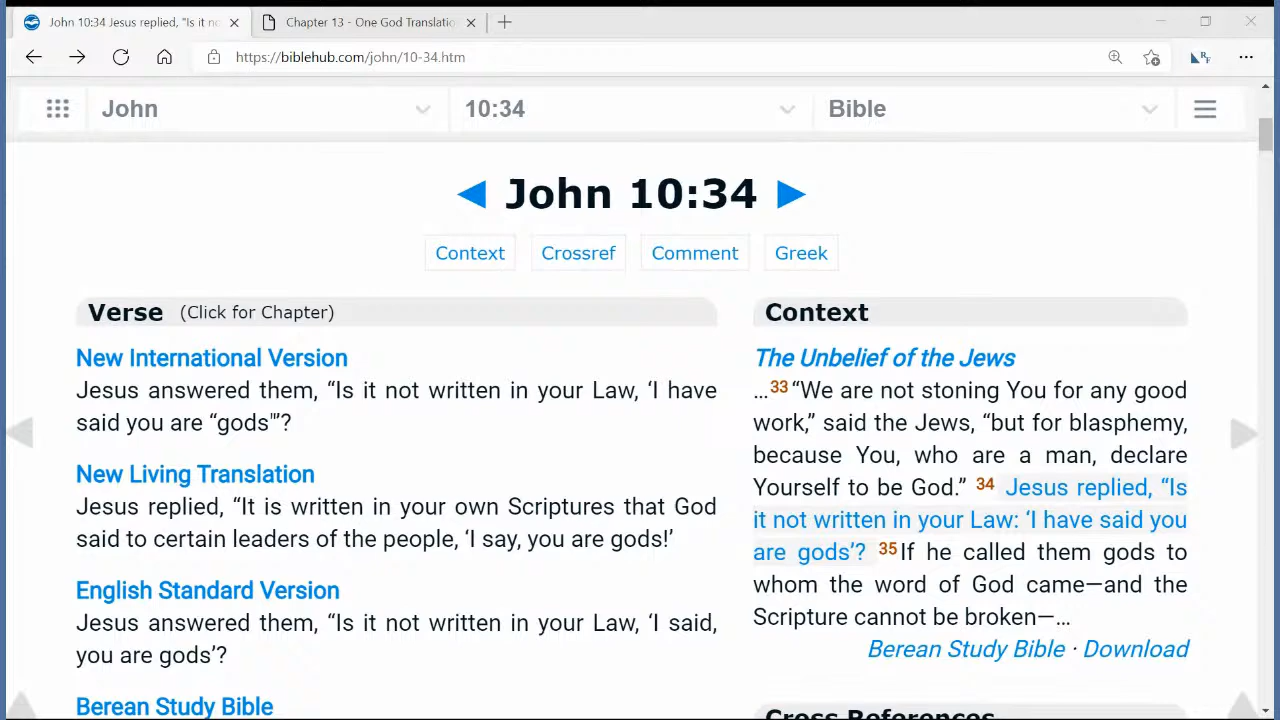 John 10:34 Jesus replied, "Is it no
Chapter 13 - One God Translatio
https://biblehub.com/john/10-34.htm
John
10:34
Bible
John 10:34
Context
Crossref
Comment
Greek
Verse (Click for Chapter)
New International Version
Jesus answered them, “Is it not written in your Law, ‘I have
said you are “gods”’?
New Living Translation
Jesus replied, “It is written in your own Scriptures that God
said to certain leaders of the people, ‘I say, you are gods!’
English Standard Version
Jesus answered them, “Is it not written in your Law, ‘I said,
you are gods’?
Berean Study Bible
Context
The Unbelief of the Jews
…33“We are not stoning You for any good
work,” said the Jews, “but for blasphemy,
because You, who are a man, declare
Yourself to be God.” 34 Jesus replied, “Is
it not written in your Law: ‘I have said you
are gods’? 35If he called them gods to
whom the word of God came—and the
Scripture cannot be broken—…
Berean Study Bible · Download
Cross References